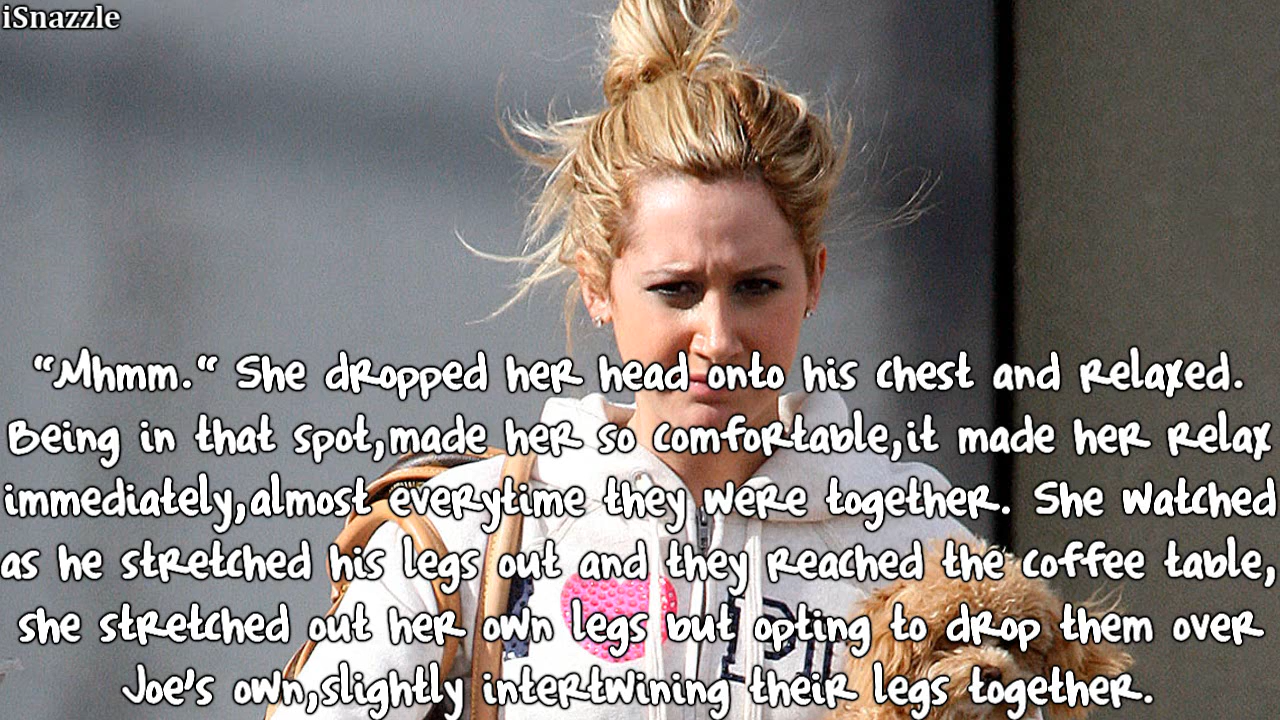 iSnazzle
“Mhmm.“ She dropped her head onto his chest and relaxed.
Being in that spot,made her so comfortable,it made her relax
immediately,almost everytime they were together. She watched
as he stretched his legs out and they reached the coffee table,
she stretched out her own legs but opting to drop them over
Joe's own,slightly intertwining their legs together.